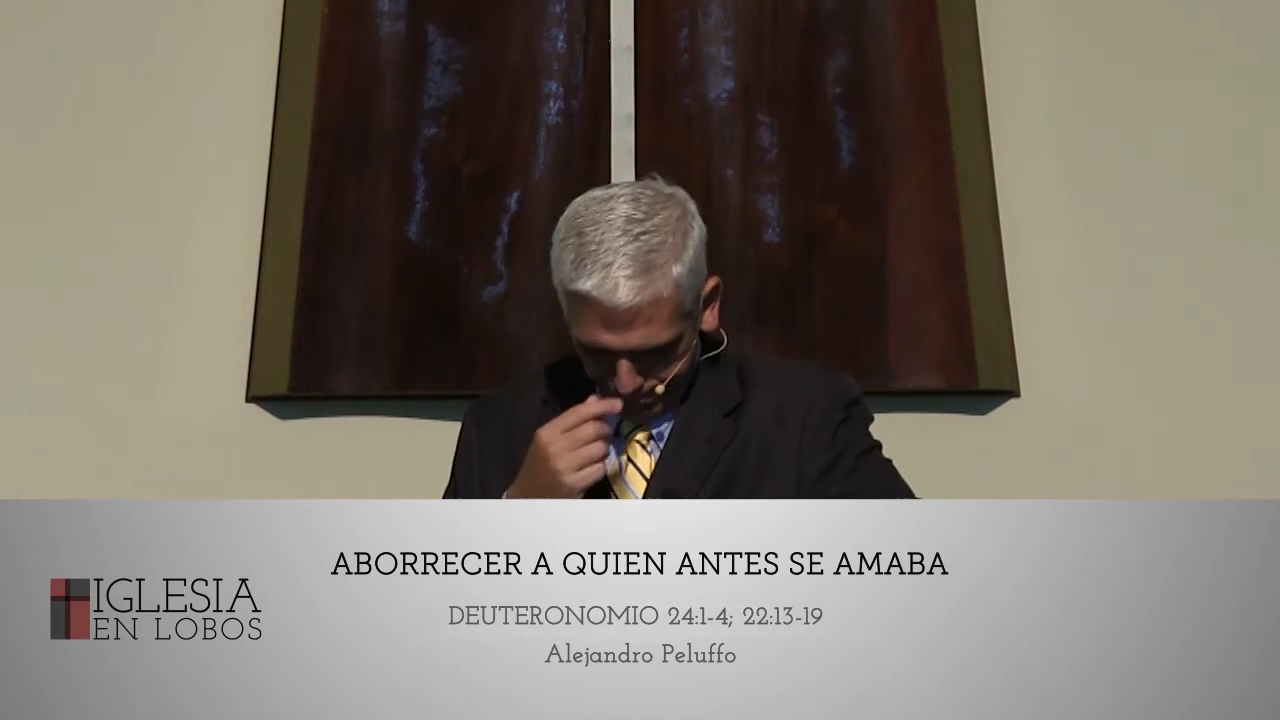 ABORRECER A QUIEN ANTES SE AMABA
DEUTERONOMIO 24:1-4; 22:13-19
Alejandro Peluffo
IGLESIA
EN LOBOS